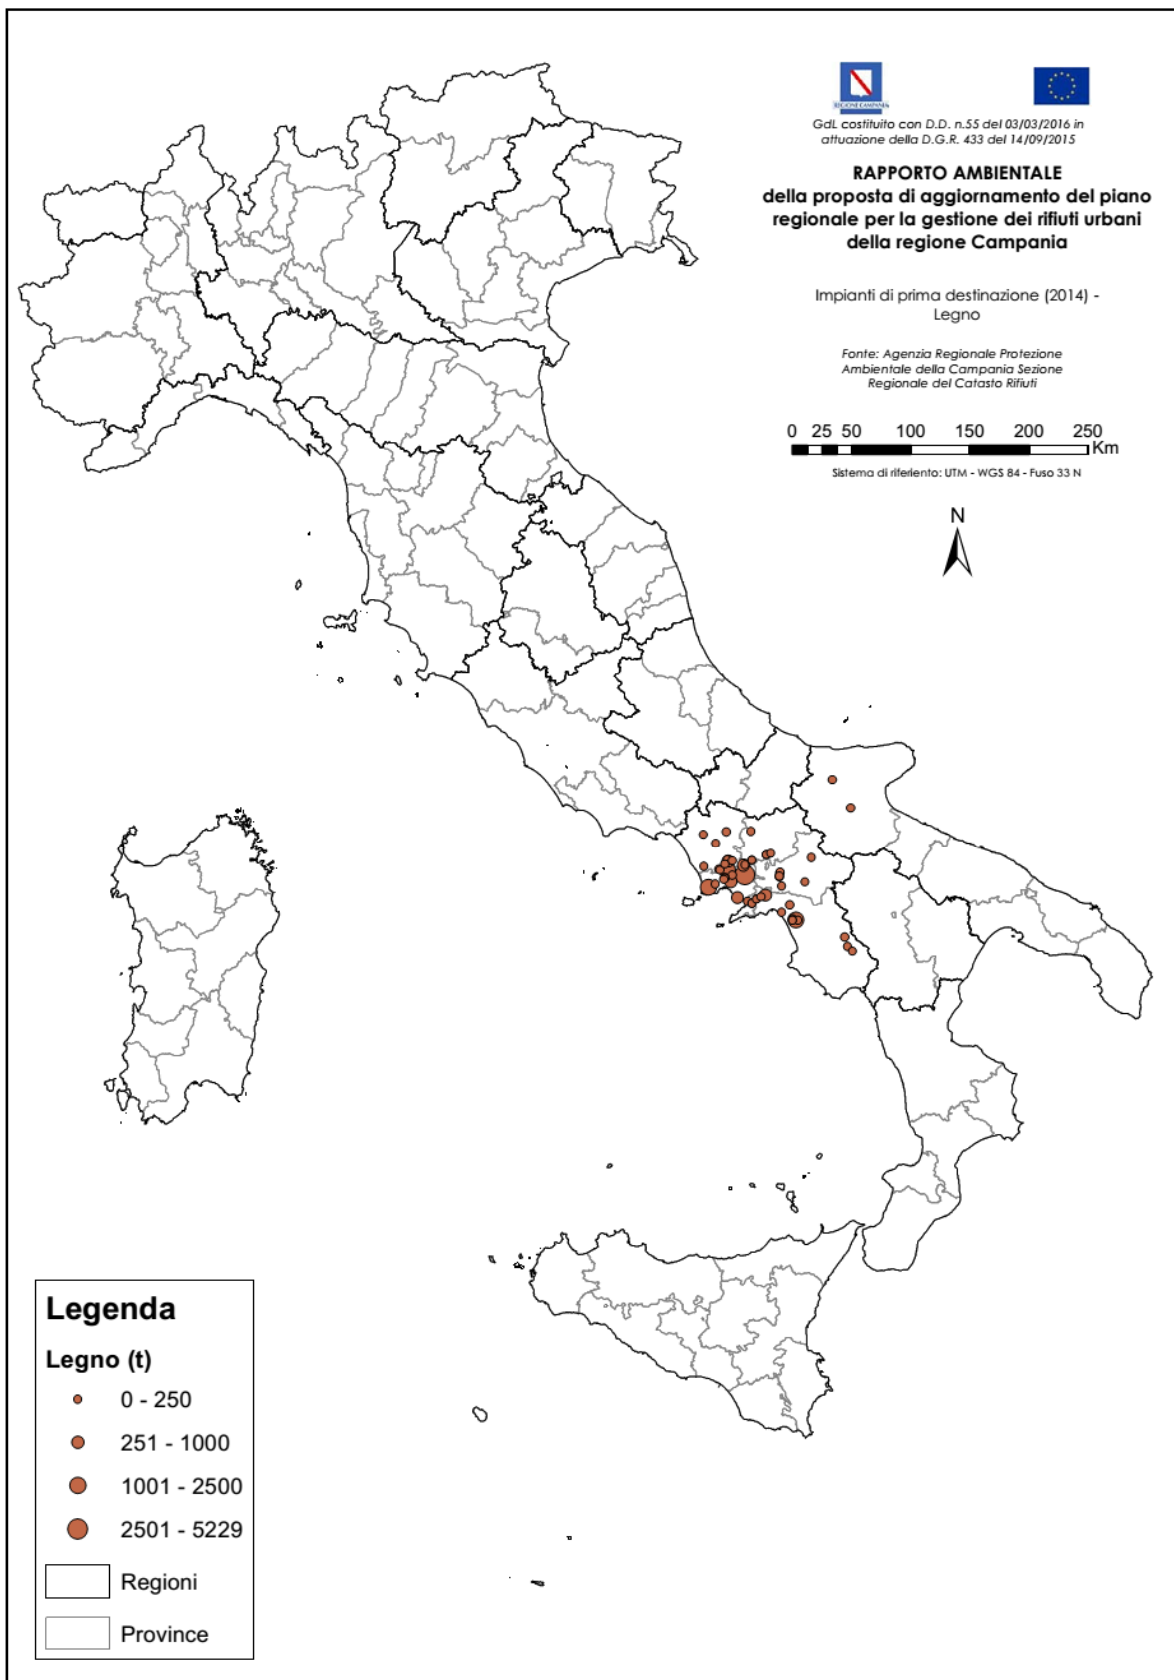 REGIONE CAMPANIA
GdL costituito con D.D. n.55 del 03/03/2016 in
attuazione della D.G.R. 433 del 14/09/2015
RAPPORTO AMBIENTALE
della proposta di aggiornamento del piano
regionale per la gestione dei rifiuti urbani
della regione Campania
Impianti di prima destinazione (2014) -
Legno
Fonte: Agenzia Regionale Protezione
Ambientale della Campania Sezione
Regionale del Catasto Rifiuti
0 25 50 100 150 200 250
Km
Sistema di riferiento: UTM - WGS 84 - Fuso 33 N
N
Legenda
Legno (t)
0 - 250
251 - 1000
1001 - 2500
2501 - 5229
Regioni
Province